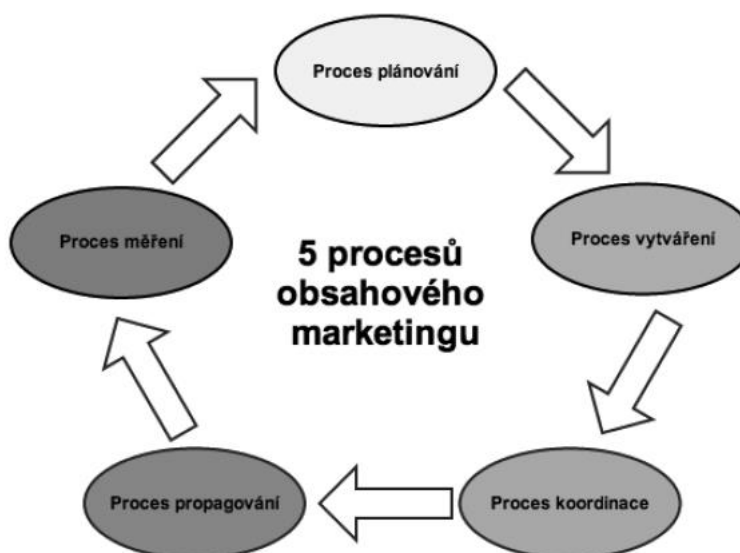 Proces plánování
Proces měření
Proces vytváření
5 procesů
obsahového
marketingu
Proces propagování
Proces koordinace